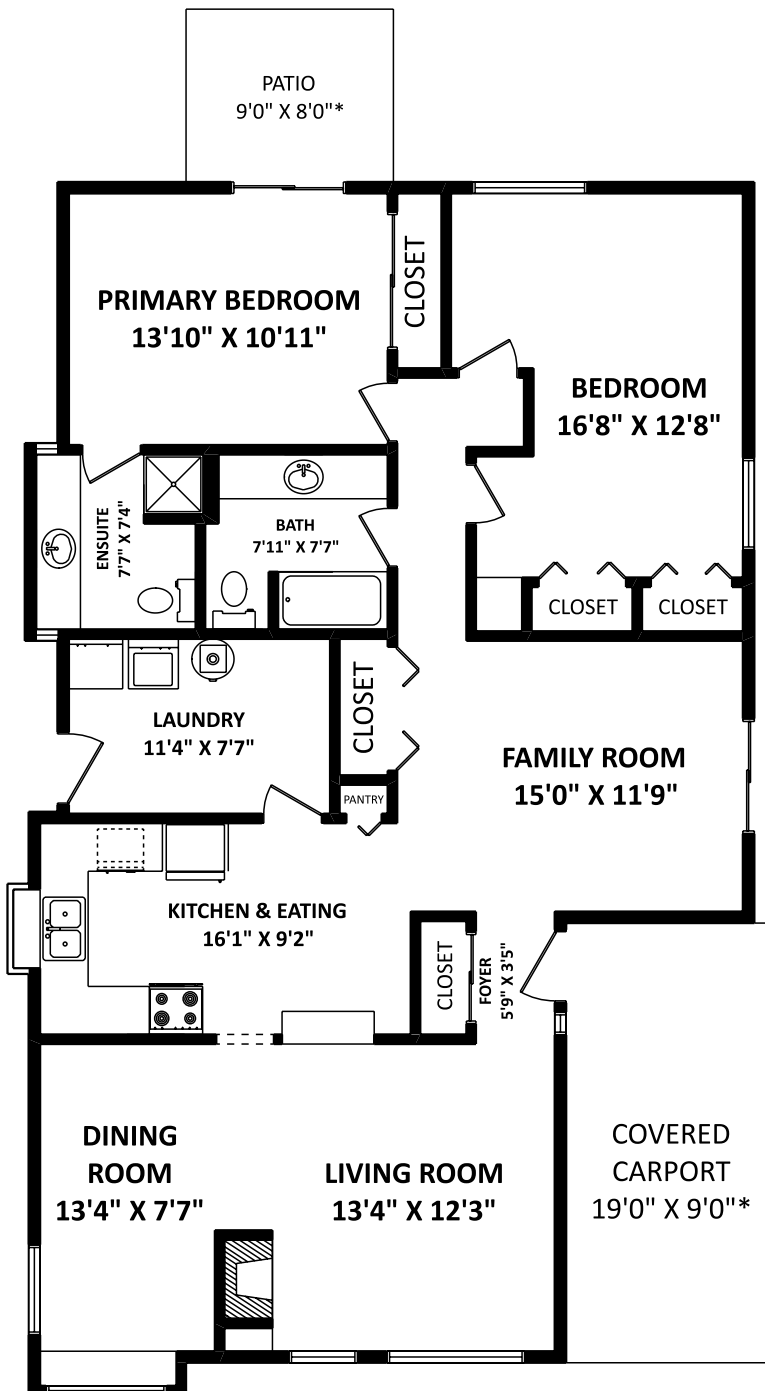 PATIO
9'0" X 8'0"*
PRIMARY BEDROOM
13'10" X 10'11"
CLOSET
BEDROOM
16'8" X 12'8"
ENSUITE
7'7" X 7'4"
BATH
7'11" X 7'7"
CLOSET
CLOSET
LAUNDRY
11'4" X 7'7"
CLOSET
PANTRY
FAMILY ROOM
15'0" X 11'9"
KITCHEN & EATING
16'1" X 9'2"
CLOSET
FOYER
5'9" X 3'5"
DINING
ROOM
13'4" X 7'7"
LIVING ROOM
13'4" X 12'3"
COVERED
CARPORT
19'0" X 9'0"*